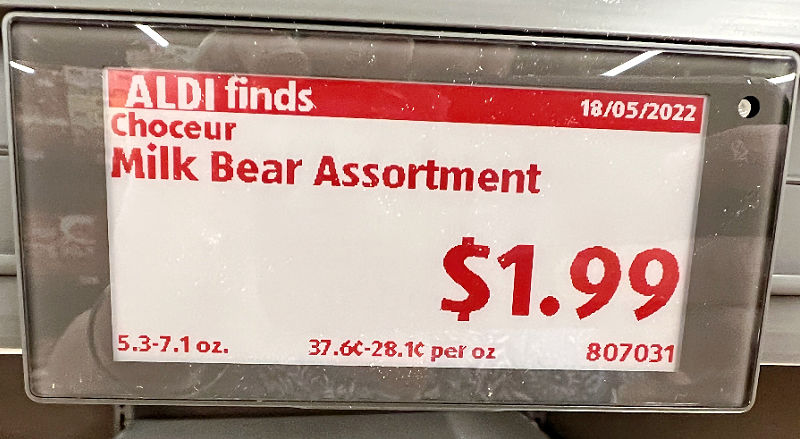 ALDI finds 18/05/2022
Choceur
Milk Bear Assortment
$1.99
5.3-7.1 oz. 37.6¢-28.1¢ per oz 807031